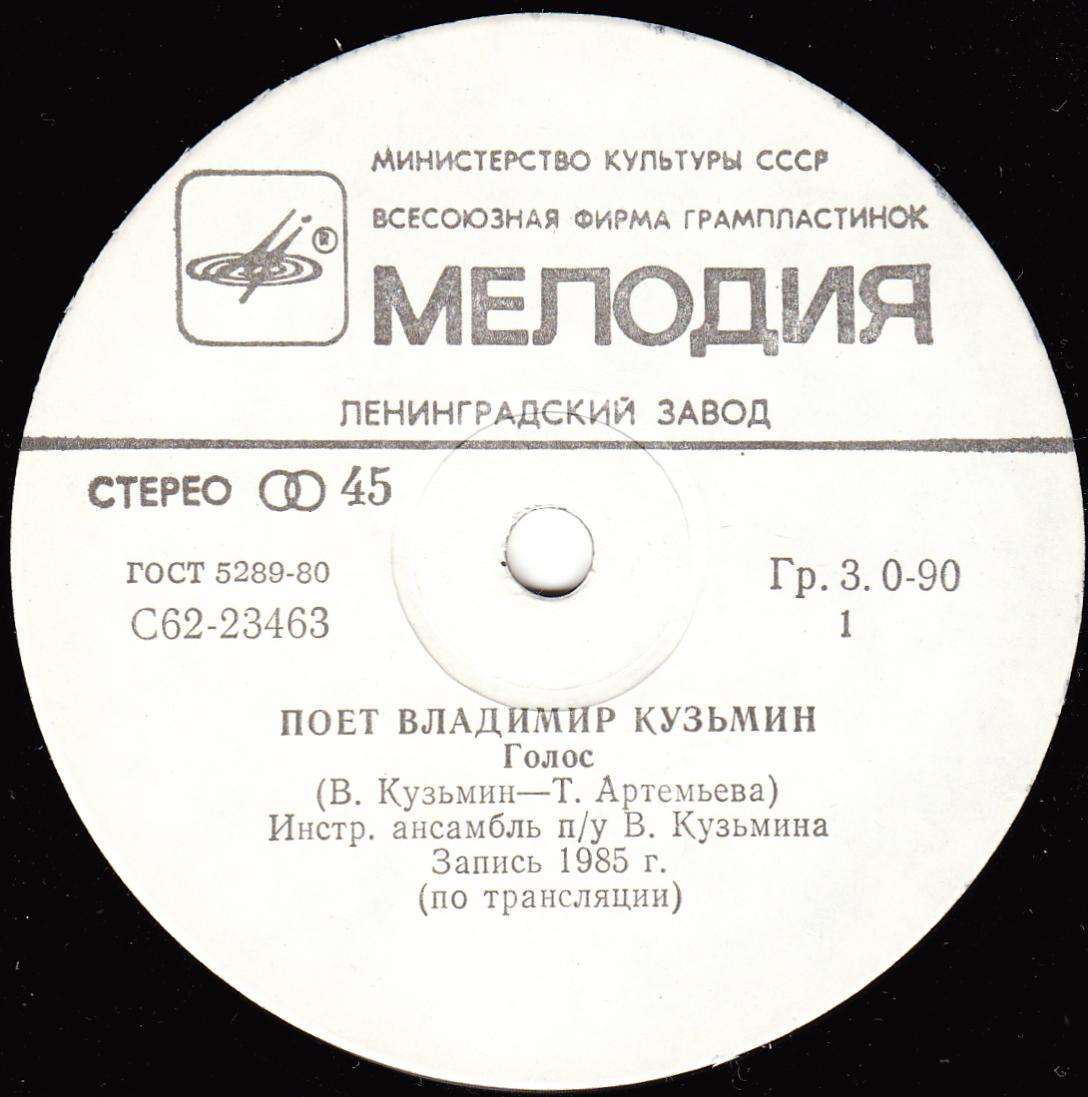 МИНИСТЕРСТВО КУЛЬТУРЫ СССР
ВСЕСОЮЗНАЯ ФИРМА ГРАМПЛАСТИНОК
®
МЕЛОДИЯ
ЛЕНИНГРАДСКИЙ ЗАВОД
СТЕРЕО 45
ГОСТ 5289-80
С62-23463
Гр. 3. 0-90
1
ПОЕТ ВЛАДИМИР КУЗЬМИН
Голос
(В. Кузьмин—Т. Артемьева)
Инстр. ансамбль п/у В. Кузьмина
Запись 1985 г.
(по трансляции)